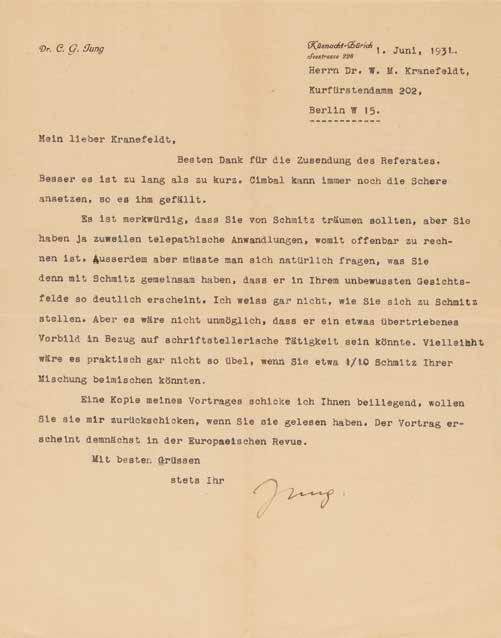 Dr. C. G. Jung
Küsnacht-Zürich
Seestrasse 228
1. Juni, 1931.
Herrn Dr. W. M. Kranefeldt,
Kurfürstendamm 202,
Berlin W 15.
Mein lieber Kranefeldt,
Besten Dank für die Zusendung des Referates.
Besser es ist zu lang als zu kurz. Cimbal kann immer noch die Schere
ansetzen, so es ihm gefällt.
Es ist merkwürdig, dass Sie von Schmitz träumen sollten, aber Sie
haben ja zuweilen telepathische Anwandlungen, womit offenbar zu rech-
nen ist. Ausserdem aber müsste man sich natürlich fragen, was Sie
denn mit Schmitz gemeinsam haben, dass er in Ihrem unbewussten Gesichts-
felde so deutlich erscheint. Ich weiss gar nicht, wie Sie sich zu Schmitz
stellen. Aber es wäre nicht unmöglich, dass er ein etwas übertriebenes
Vorbild in Bezug auf schriftstellerische Tätigkeit sein könnte. Vielleiht
wäre es praktisch gar nicht so übel, wenn Sie etwa 1/10 Schmitz Ihrer
Mischung beimischen könnten.
Eine Kopie meines Vortrages schicke ich Ihnen beiliegend, wollen
Sie sie mir zurückschicken, wenn Sie sie gelesen haben. Der Vortrag er-
scheint demnächst in der Europaeischen Revue.
Mit besten Grüssen
stets Ihr
Jung.